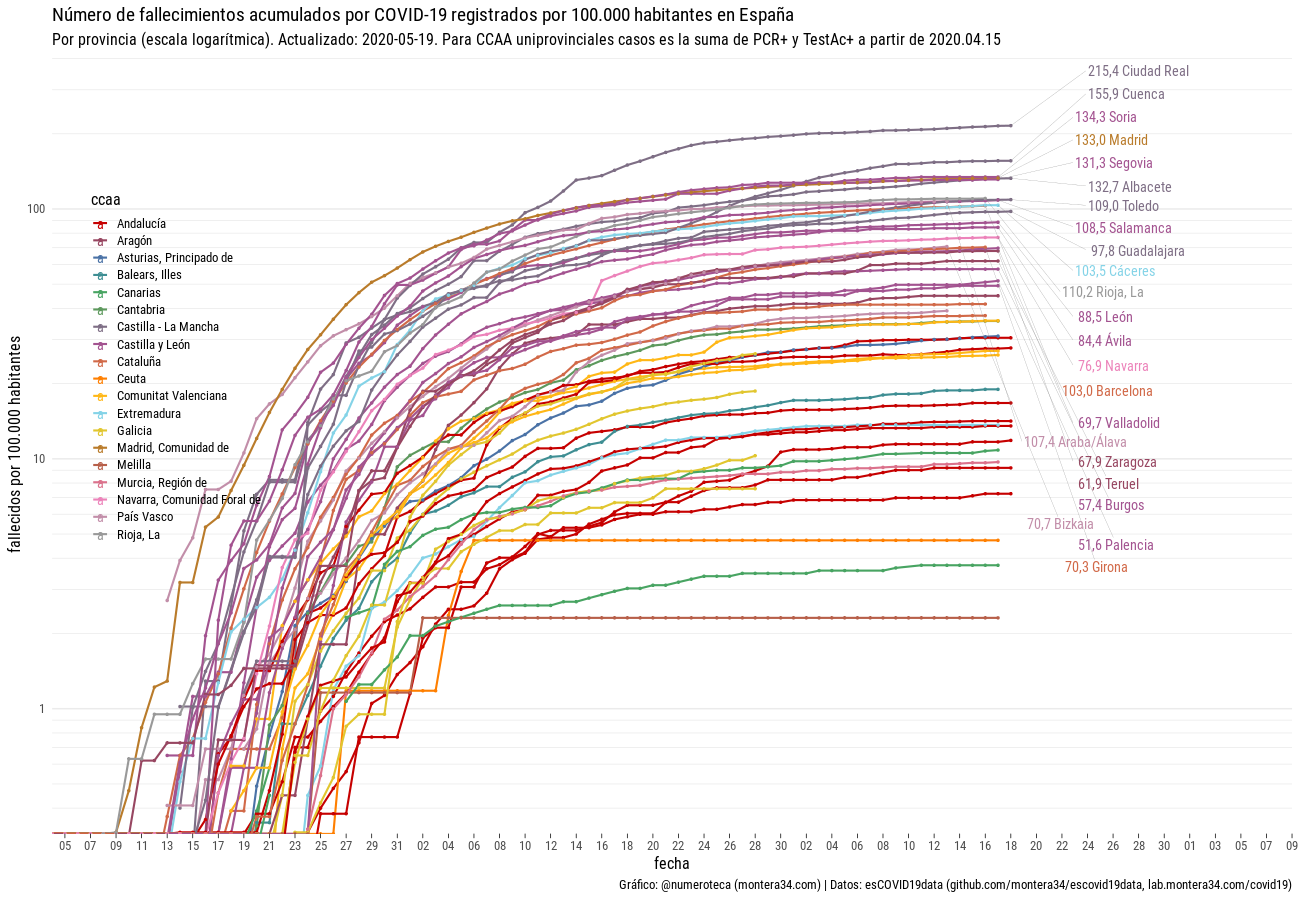 Número de fallecimientos acumulados por COVID-19 registrados por 100.000 habitantes en España
Por provincia (escala logarítmica). Actualizado: 2020-05-19. Para CCAA uniprovinciales casos es la suma de PCR+ y TestAc+ a partir de 2020.04.15
215,4 Ciudad Real
155,9 Cuenca
134,3 Soria
133,0 Madrid
131,3 Segovia
132,7 Albacete
109,0 Toledo
108,5 Salamanca
97,8 Guadalajara
103,5 Cáceres
110,2 Rioja, La
88,5 León
84,4 Ávila
76,9 Navarra
103,0 Barcelona
69,7 Valladolid
107,4 Araba/Álava
67,9 Zaragoza
61,9 Teruel
57,4 Burgos
70,7 Bizkaia
51,6 Palencia
70,3 Girona
ccaa
Andalucía
Aragón
Asturias, Principado de
Balears, Illes
Canarias
Cantabria
Castilla - La Mancha
Castilla y León
Cataluña
Ceuta
Comunitat Valenciana
Extremadura
Galicia
Madrid, Comunidad de
Melilla
Murcia, Región de
Navarra, Comunidad Foral de
País Vasco
Rioja, La
fallecidos por 100.000 habitantes
100
10
1
05 07 09 11 13 15 17 19 21 23 25 27 29 31 02 04 06 08 10 12 14 16 18 20 22 24 26 28 30 02 04 06 08 10 12 14 16 18 20 22 24 26 28 30 01 03 05 07 09
fecha
Gráfico: @numeroteca (montera34.com) | Datos: esCOVID19data (github.com/montera34/escovid19data, lab.montera34.com/covid19)